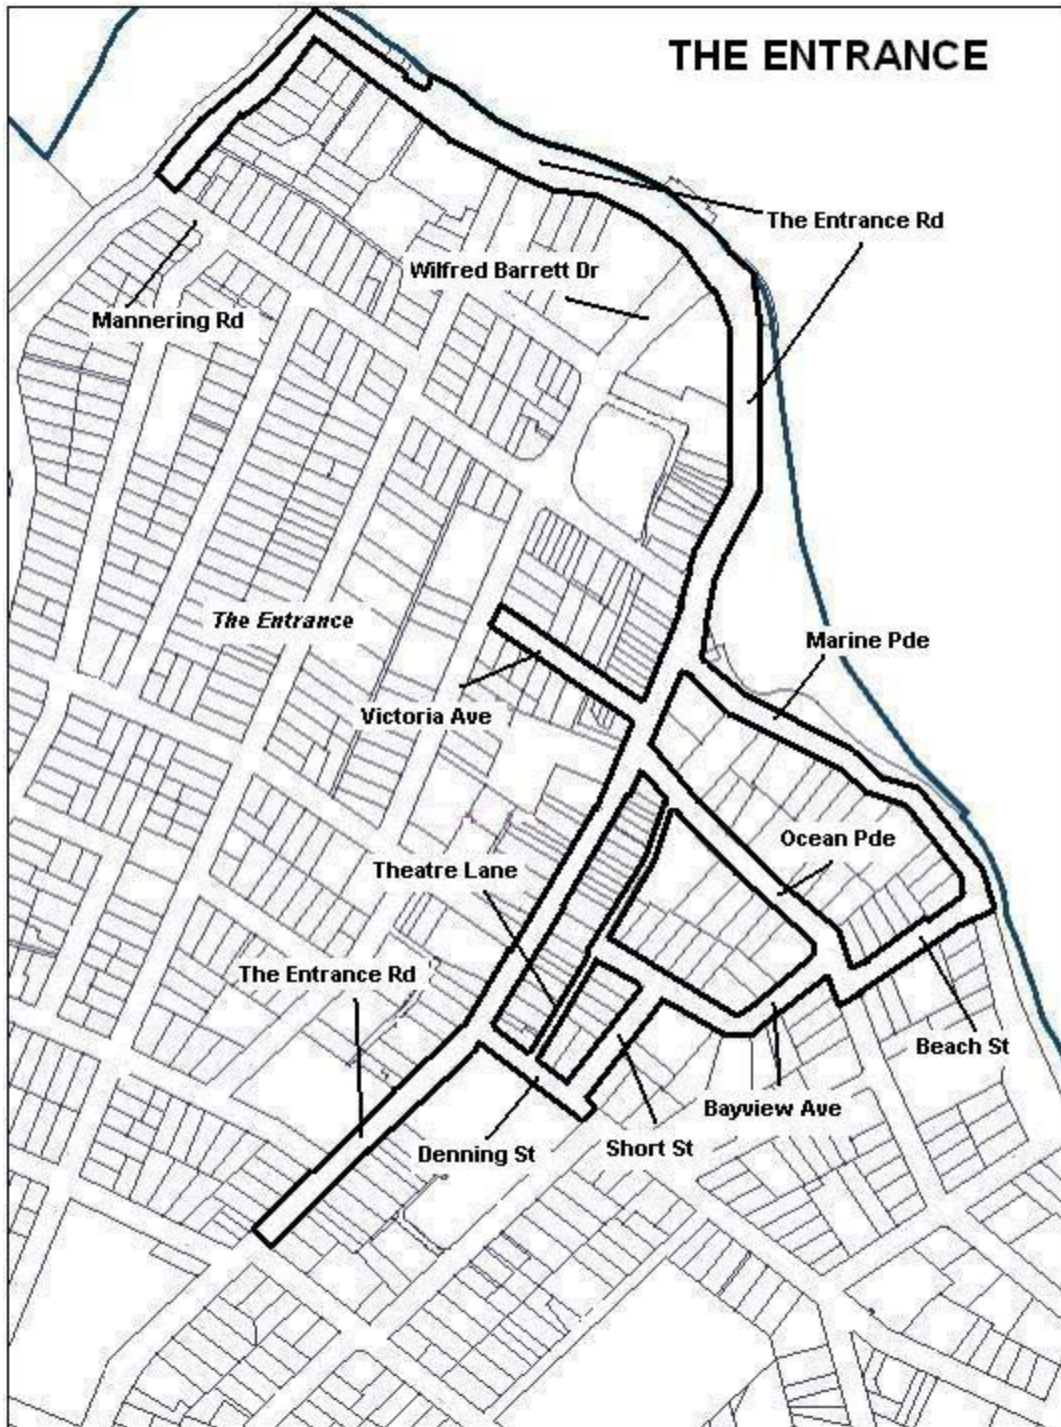 THE ENTRANCE
The Entrance Rd
Wilfred Barrett Dr
Mannering Rd
The Entrance
Marine Pde
Victoria Ave
Ocean Pde
Theatre Lane
The Entrance Rd
Beach St
Bayview Ave
Short St
Denning St